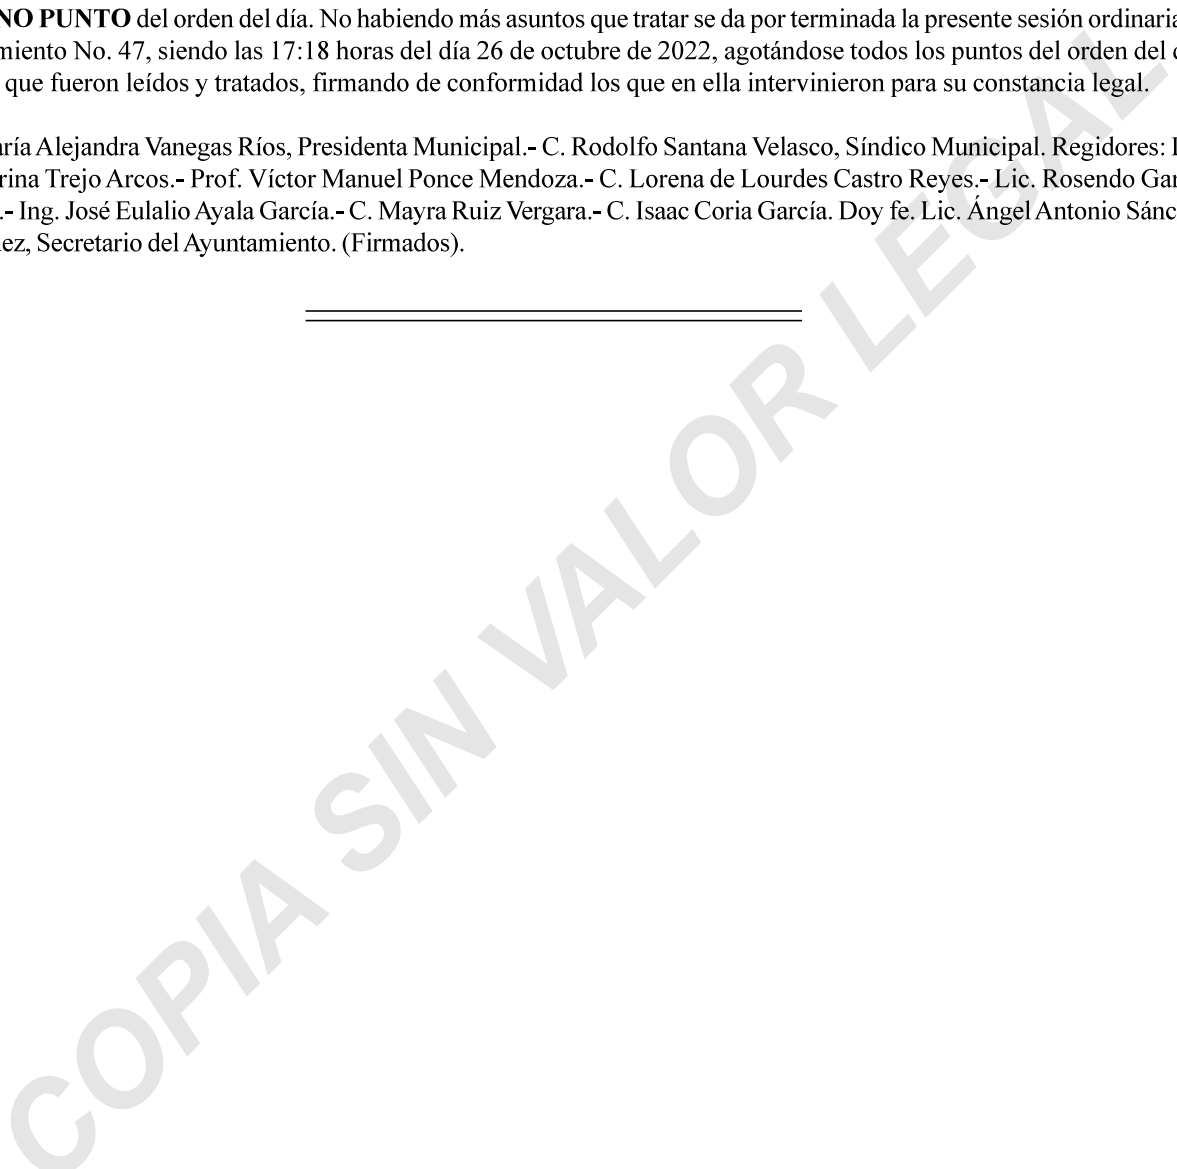 NO PUNTO del orden del día. No habiendo más asuntos que tratar se da por terminada la presente sesión ordinaria
miento No. 47, siendo las 17:18 horas del día 26 de octubre de 2022, agotándose todos los puntos del orden del
que fueron leídos y tratados, firmando de conformidad los que en ella intervinieron para su constancia legal.
aría Alejandra Vanegas Ríos, Presidenta Municipal.- C. Rodolfo Santana Velasco, Síndico Municipal. Regidores:
rina Trejo Arcos.- Prof. Víctor Manuel Ponce Mendoza.- C. Lorena de Lourdes Castro Reyes.- Lic. Rosendo Gar
.- Ing. José Eulalio Ayala García.- C. Mayra Ruiz Vergara.- C. Isaac Coria García. Doy fe. Lic. Ángel Antonio Sánc
ez, Secretario del Ayuntamiento. (Firmados).
COPIA SIN VALOR LEGAL